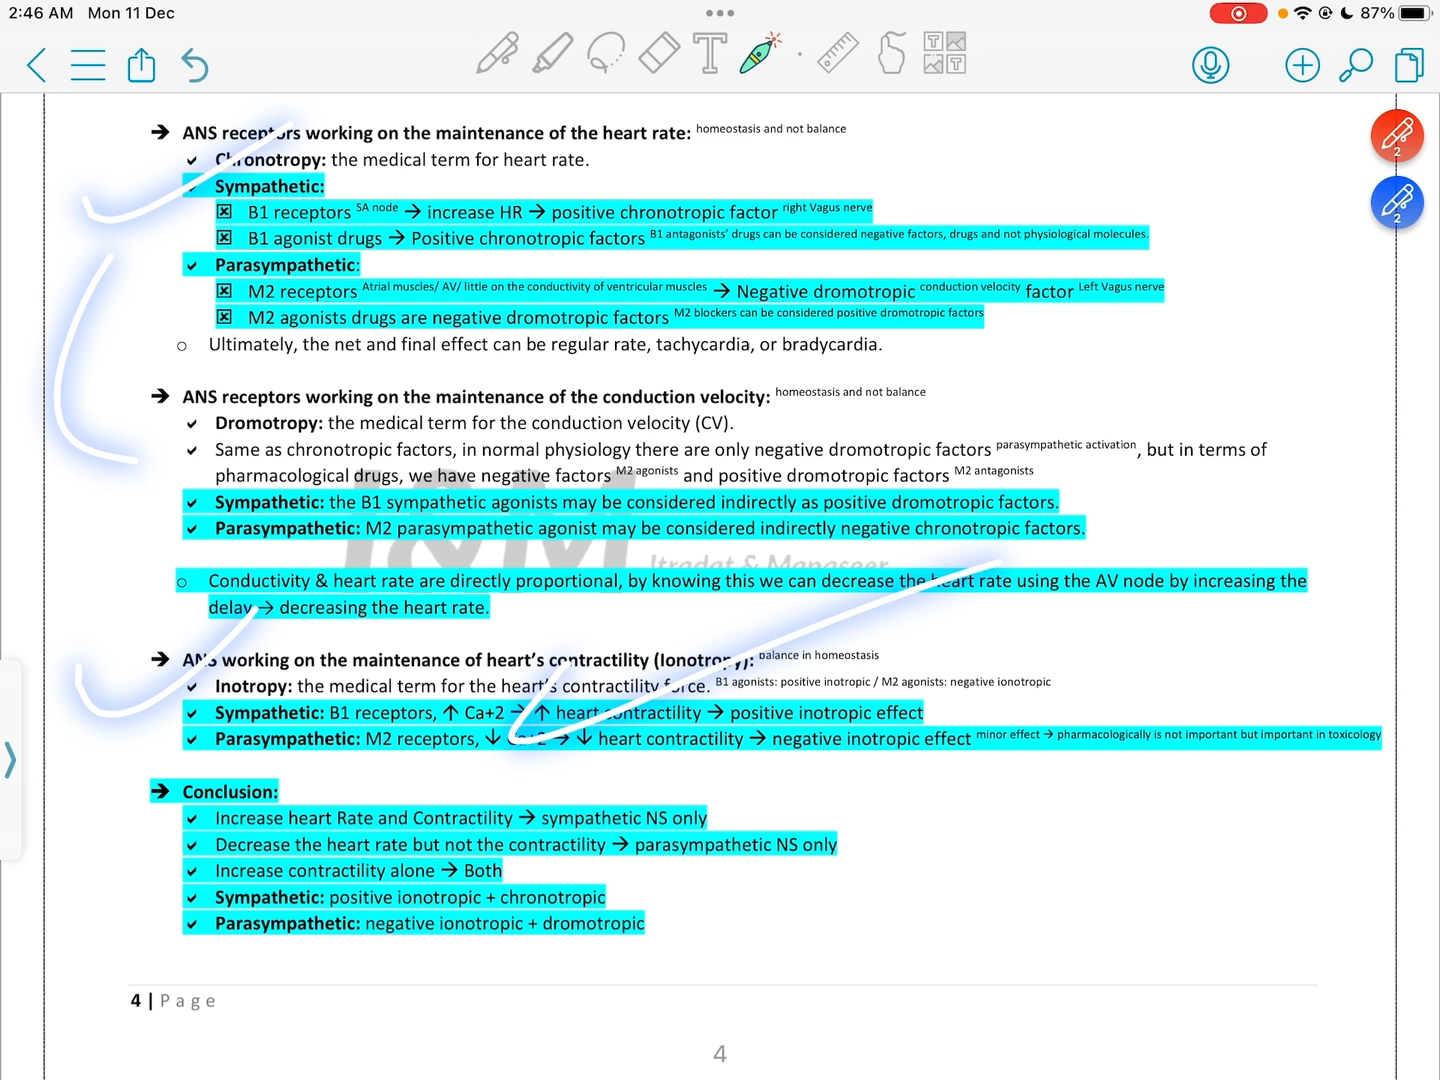 2:46 AM Mon 11 Dec
87%
2
2
➔ ANS receptors working on the maintenance of the heart rate: homeostasis and not balance
✓ Chronotropy: the medical term for heart rate.
✓ Sympathetic:
☒ B1 receptors SA node → increase HR → positive chronotropic factor right Vagus nerve
☒ B1 agonist drugs → Positive chronotropic factors B1 antagonists' drugs can be considered negative factors, drugs and not physiological molecules.
✓ Parasympathetic:
☒ M2 receptors Atrial muscles/ AV/ little on the conductivity of ventricular muscles → Negative dromotropic conduction velocity factor Left Vagus nerve
☒ M2 agonists drugs are negative dromotropic factors M2 blockers can be considered positive dromotropic factors
○ Ultimately, the net and final effect can be regular rate, tachycardia, or bradycardia.
➔ ANS receptors working on the maintenance of the conduction velocity: homeostasis and not balance
✓ Dromotropy: the medical term for the conduction velocity (CV).
✓ Same as chronotropic factors, in normal physiology there are only negative dromotropic factors parasympathetic activation, but in terms of
pharmacological drugs, we have negative factors M2 agonists and positive dromotropic factors M2 antagonists
✓ Sympathetic: the B1 sympathetic agonists may be considered indirectly as positive dromotropic factors.
✓ Parasympathetic: M2 parasympathetic agonist may be considered indirectly negative chronotropic factors.
I&M
Itradat & Manaseer
○ Conductivity & heart rate are directly proportional, by knowing this we can decrease the heart rate using the AV node by increasing the
delay → decreasing the heart rate.
➔ ANS working on the maintenance of heart's contractility (Ionotropy): balance in homeostasis
✓ Inotropy: the medical term for the heart's contractility force. B1 agonists: positive inotropic / M2 agonists: negative ionotropic
✓ Sympathetic: B1 receptors, ↑ Ca+2 → ↑ heart contractility → positive inotropic effect
✓ Parasympathetic: M2 receptors, ↓ Ca+2 → ↓ heart contractility → negative inotropic effect minor effect → pharmacologically is not important but important in toxicology
➔ Conclusion:
✓ Increase heart Rate and Contractility → sympathetic NS only
✓ Decrease the heart rate but not the contractility → parasympathetic NS only
✓ Increase contractility alone → Both
✓ Sympathetic: positive ionotropic + chronotropic
✓ Parasympathetic: negative ionotropic + dromotropic
4 | Page
4